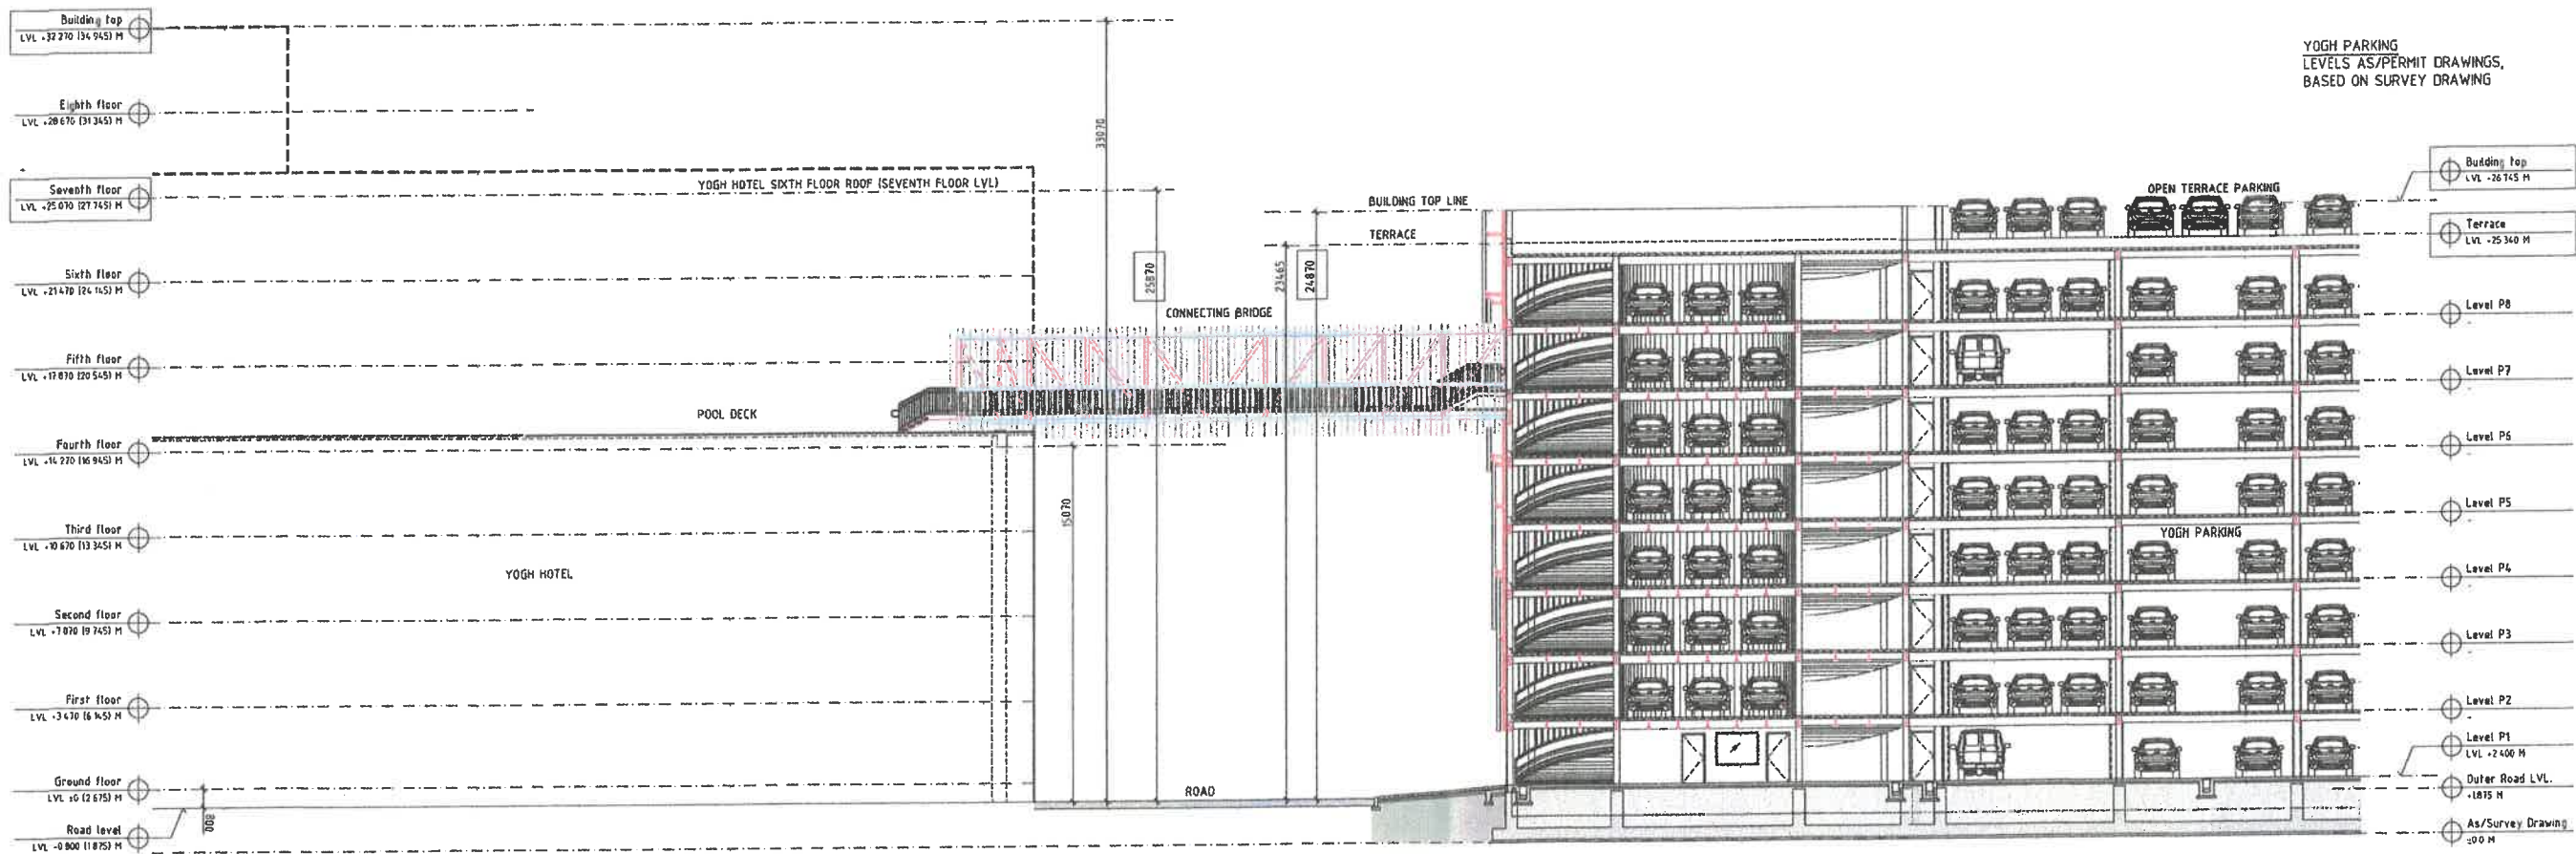 Building top
LVL +32 270 (34 945) M
Eighth floor
LVL +28 670 (31 345) M
Seventh floor
LVL +25 070 (27 745) M
Sixth floor
LVL +21 470 (24 145) M
Fifth floor
LVL +17 870 (20 545) M
Fourth floor
LVL +14 270 (16 945) M
Third floor
LVL +10 670 (13 345) M
Second floor
LVL +7 070 (9 745) M
First floor
LVL +3 470 (6 145) M
Ground floor
LVL ±0 (2 675) M
Road level
LVL -0 800 (1 875) M
800
YOGH HOTEL SIXTH FLOOR ROOF (SEVENTH FLOOR LVL)
POOL DECK
YOGH HOTEL
33070
25870
15070
23465
24870
CONNECTING BRIDGE
ROAD
BUILDING TOP LINE
TERRACE
OPEN TERRACE PARKING
YOGH PARKING
YOGH PARKING
LEVELS AS/PERMIT DRAWINGS,
BASED ON SURVEY DRAWING
Building top
LVL +26 745 M
Terrace
LVL +25 340 M
Level P8
Level P7
Level P6
Level P5
Level P4
Level P3
Level P2
Level P1
LVL +2 400 M
Outer Road LVL.
+1.875 M
As/Survey Drawing
±0.0 M